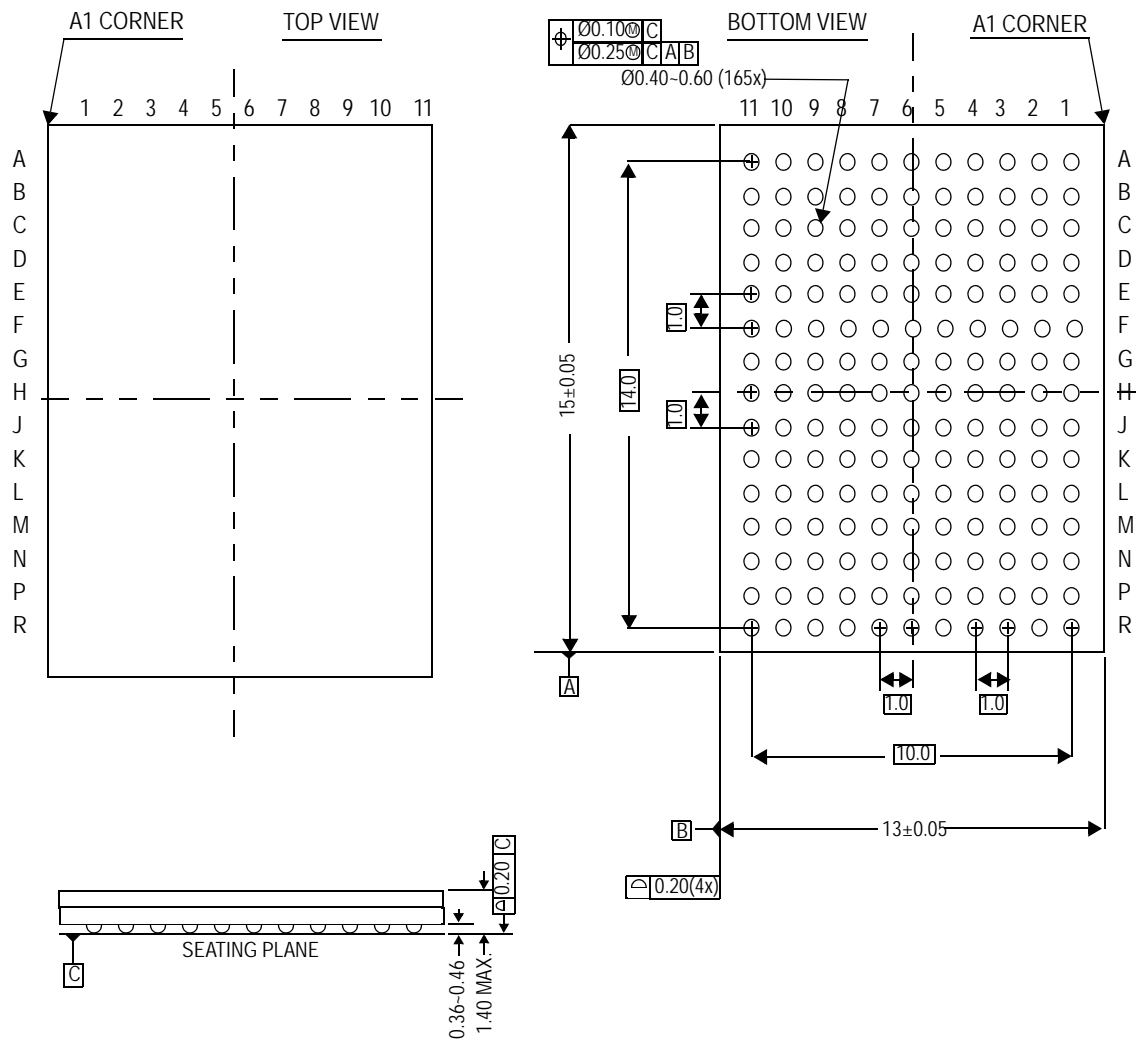 A1 CORNER
TOP VIEW
1 2 3 4 5 6 7 8 9 10 11
A
B
C
D
E
F
G
H
J
K
L
M
N
P
R
Ø0.10Ⓜ C
Ø0.25Ⓜ C A B
BOTTOM VIEW
A1 CORNER
Ø0.40~0.60 (165x)
11 10 9 8 7 6 5 4 3 2 1
A
B
C
D
E
F
G
H
J
K
L
M
N
P
R
15±0.05
14.0
1.0
1.0
A
1.0
1.0
10.0
B
13±0.05
0.20(4x)
0.20 C
SEATING PLANE
C
0.36~0.46
1.40 MAX.